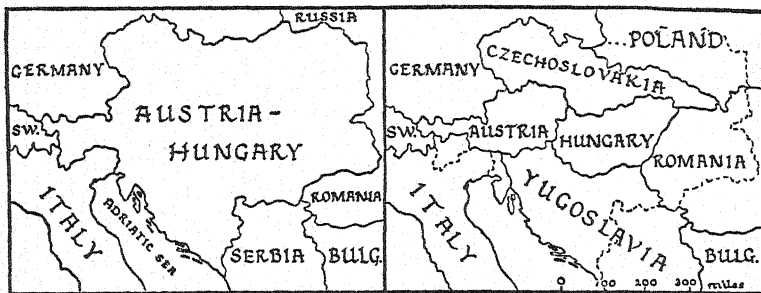 RUSSIA
GERMANY
AUSTRIA-
HUNGARY
SW.
ITALY
ADRIATIC SEA
ROMANIA
SERBIA
BULG.
POLAND
CZECHOSLOVAKIA
GERMANY
SW.
AUSTRIA
HUNGARY
ROMANIA
ITALY
YUGOSLAVIA
BULG.
0 100 200 300 miles